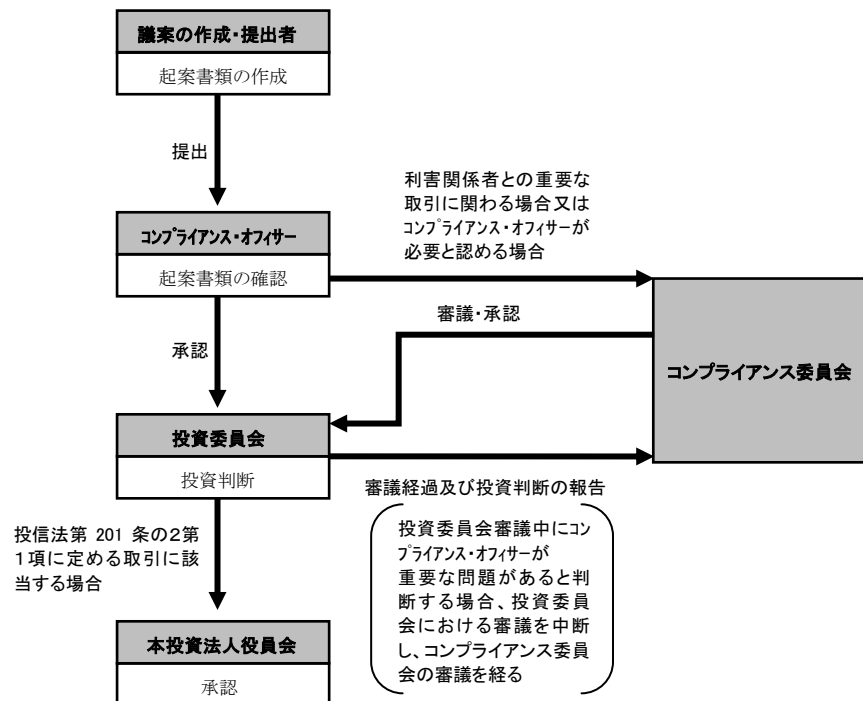 議案の作成・提出者
起案書類の作成
提出
利害関係者との重要な
取引に関わる場合又は
コンプライアンス・オフィサーが
必要と認める場合
コンプライアンス・オフィサー
起案書類の確認
審議・承認
承認
コンプライアンス委員会
投資委員会
投資判断
審議経過及び投資判断の報告
投信法第 201 条の2第
1項に定める取引に該
当する場合
投資委員会審議中にコン
プライアンス・オフィサーが
重要な問題があると判
断する場合、投資委員
会における審議を中断
し、コンプライアンス委員
会の審議を経る
本投資法人役員会
承認